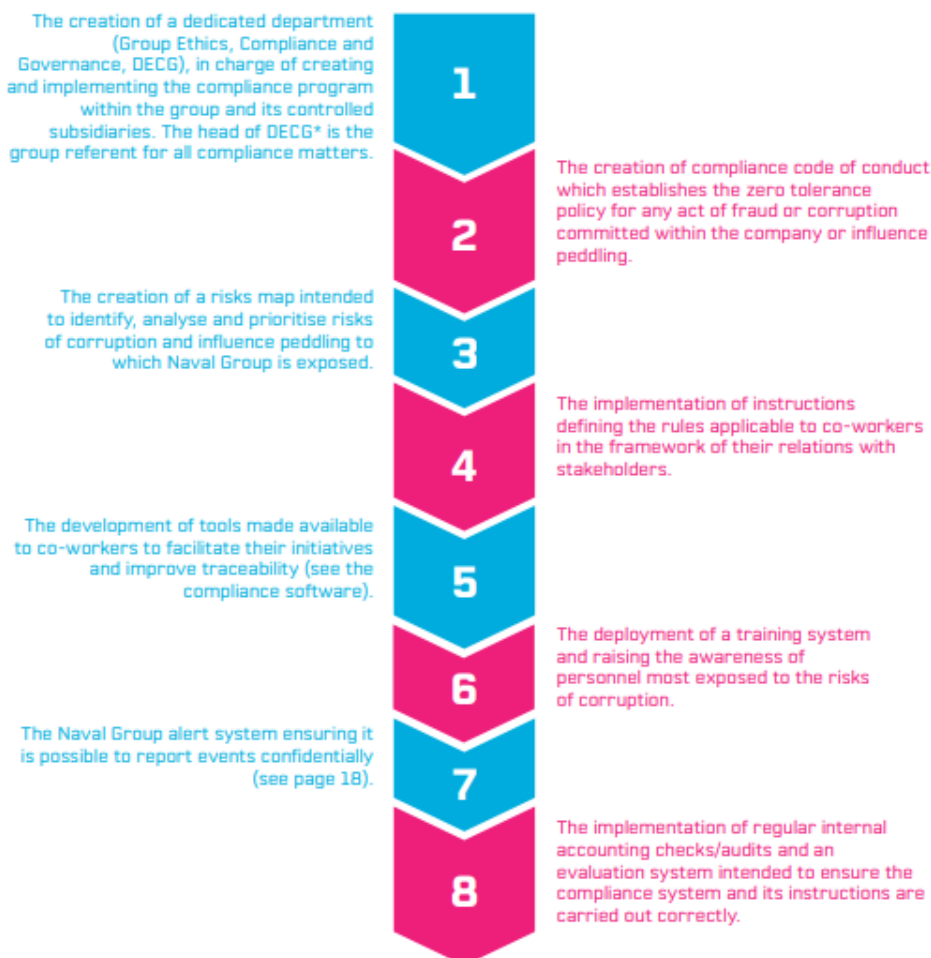 The creation of a dedicated department
(Group Ethics, Compliance and
Governance, DECG), in charge of creating
and implementing the compliance program
within the group and its controlled
subsidiaries. The head of DECG* is the
group referent for all compliance matters.
1
The creation of compliance code of conduct
which establishes the zero tolerance
policy for any act of fraud or corruption
committed within the company or influence
peddling.
2
The creation of a risks map intended
to identify, analyse and prioritise risks
of corruption and influence peddling to
which Naval Group is exposed.
3
The implementation of instructions
defining the rules applicable to co-workers
in the framework of their relations with
stakeholders.
4
The development of tools made available
to co-workers to facilitate their initiatives
and improve traceability (see the
compliance software).
5
The deployment of a training system
and raising the awareness of
personnel most exposed to the risks
of corruption.
6
The Naval Group alert system ensuring it
is possible to report events confidentially
(see page 18).
7
The implementation of regular internal
accounting checks/audits and an
evaluation system intended to ensure the
compliance system and its instructions are
carried out correctly.
8